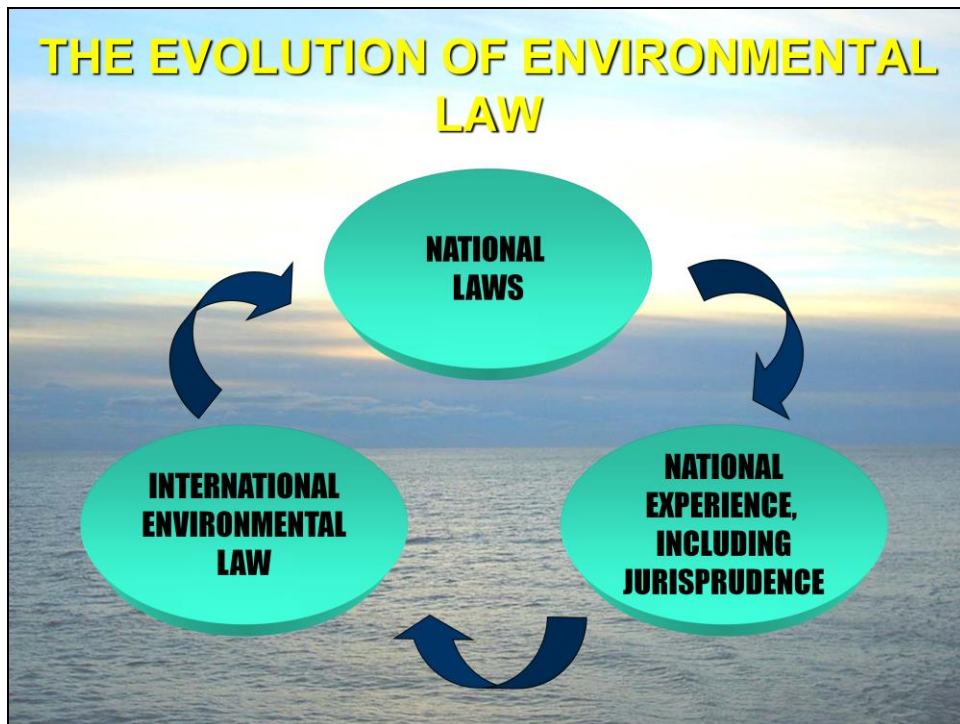 THE EVOLUTION OF ENVIRONMENTAL
LAW
NATIONAL
LAWS
INTERNATIONAL
ENVIRONMENTAL
LAW
NATIONAL
EXPERIENCE,
INCLUDING
JURISPRUDENCE